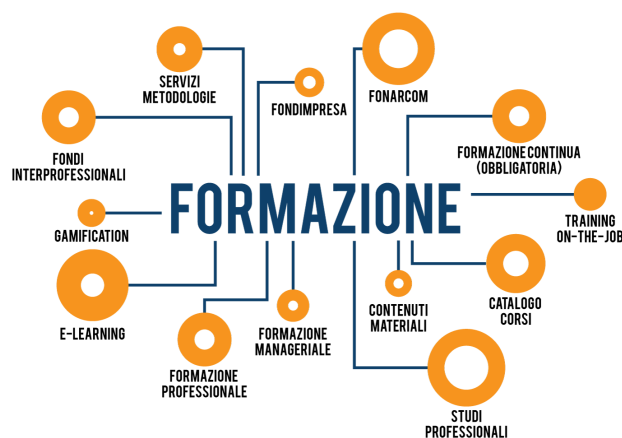 SERVIZI
METODOLOGIE
FONDIMPRESA
FONARCOM
FONDI
INTERPROFESSIONALI
FORMAZIONE CONTINUA
(OBBLIGATORIA)
GAMIFICATION
FORMAZIONE
TRAINING
ON-THE-JOB
E-LEARNING
FORMAZIONE
PROFESSIONALE
FORMAZIONE
MANAGERIALE
CONTENUTI
MATERIALI
CATALOGO
CORSI
STUDI
PROFESSIONALI